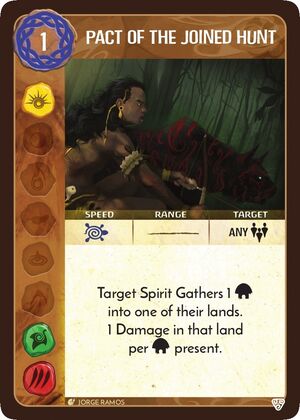 1
PACT OF THE JOINED HUNT
SPEED RANGE TARGET
ANY
Target Spirit Gathers 1
into one of their lands.
1 Damage in that land
per present.
JORGE RAMOS